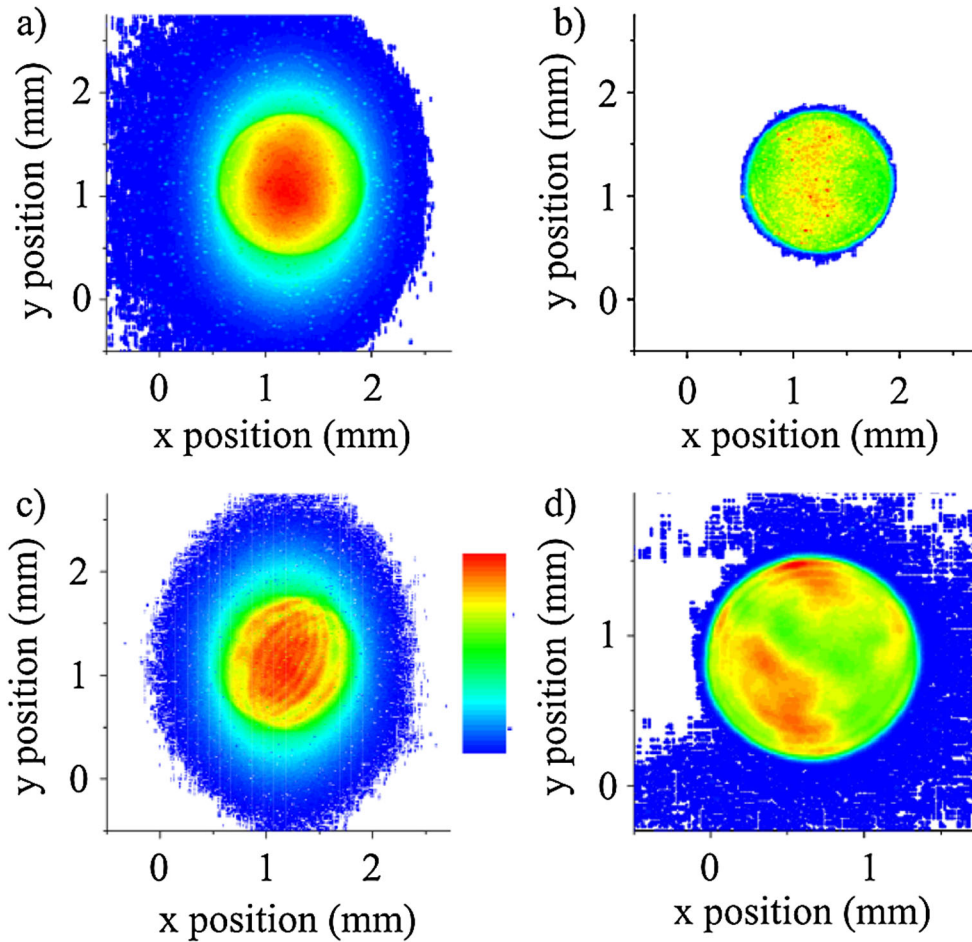 a)
y position (mm)
2
1
0
0 1 2
x position (mm)
b)
y position (mm)
2
1
0
0 1 2
x position (mm)
c)
y position (mm)
2
1
0
0 1 2
x position (mm)
d)
y position (mm)
1
0
0 1
x position (mm)